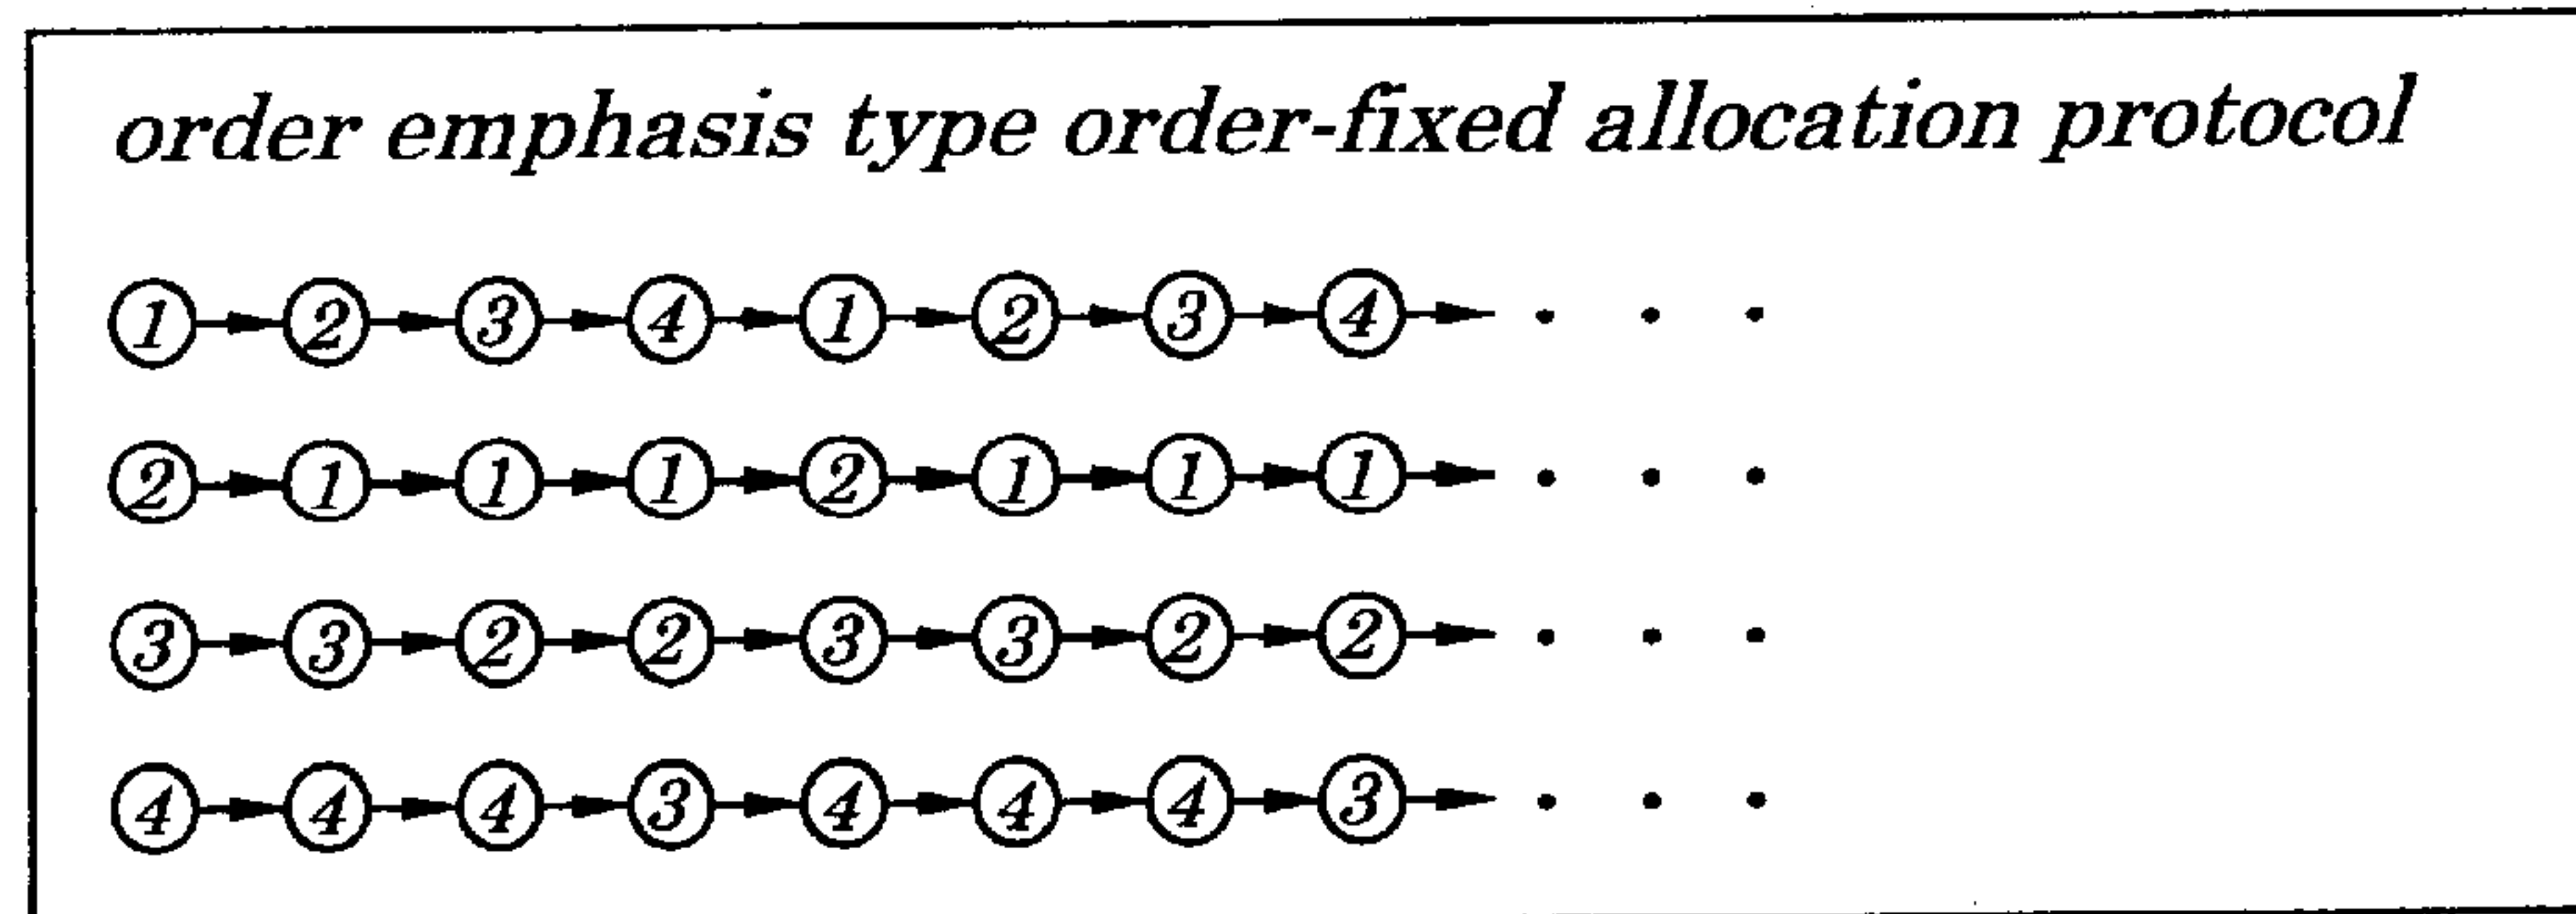 order emphasis type order-fixed allocation protocol
1 2 3 4 1 2 3 4 . . .
2 1 1 1 2 1 1 1 . . .
3 3 2 2 3 3 2 2 . . .
4 4 4 3 4 4 4 3 . . .